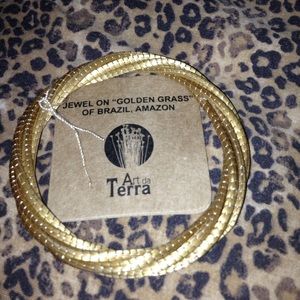 JEWEL ON "GOLDEN GRASS"
OF BRAZIL, AMAZON
Art da
Terra